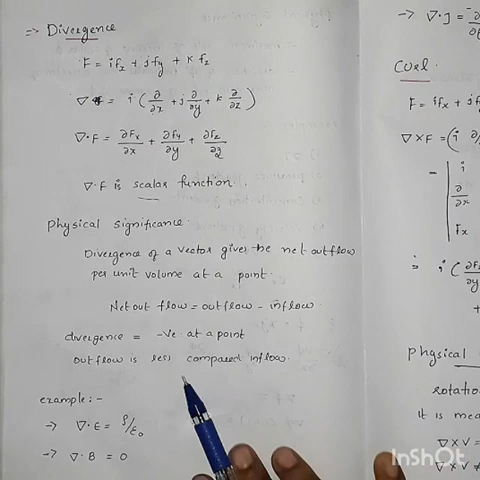 => Divergence
F = ifx + jfy + kfz
∇ = i(∂/∂x + j ∂/∂y + k ∂/∂z)
∇·F = ∂Fx/∂x + ∂Fy/∂y + ∂Fz/∂z
∇·F is scalar function.
Physical significance.
Divergence of a vector gives the net outflow
per unit volume at a point.
Net out flow = outflow - inflow.
divergence = -ve at a point
outflow is less compared inflow.
example:-
→ ∇·E = ρ/ε₀
→ ∇·B = 0
→ ∇·J = -∂
Curl
F = ifx + jf
∇×F = (i ∂
= | i
∂/∂x
Fx
= i(∂F
∂y
+
Physical
rotation
it is mea
∇×V =
∇×V ≠
InShot